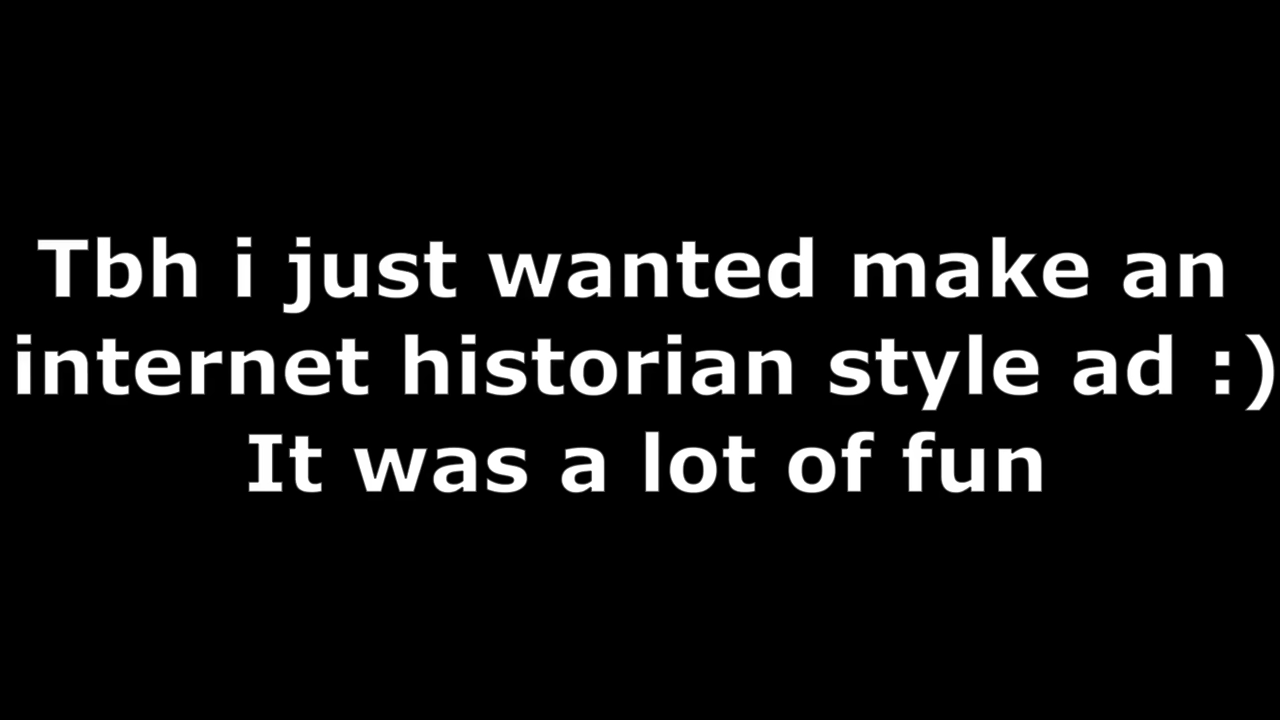 Tbh i just wanted make an
internet historian style ad :)
It was a lot of fun